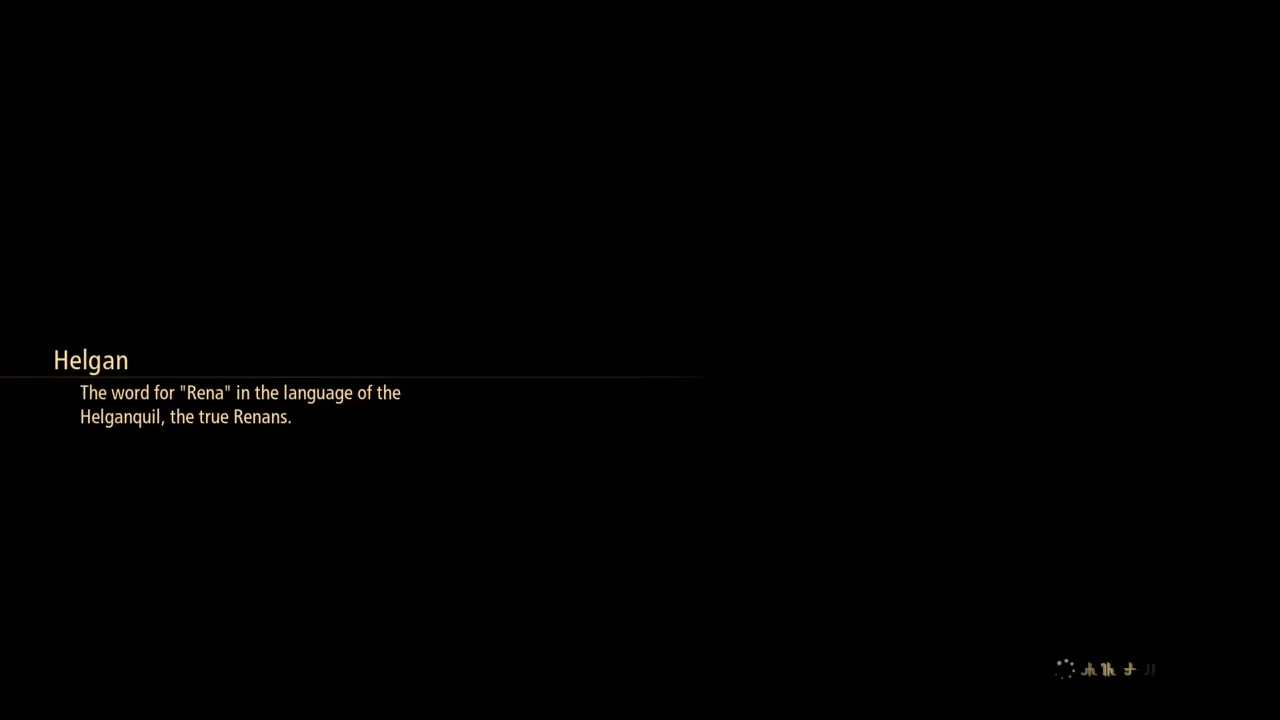 Helgan
The word for "Rena" in the language of the
Helganquil, the true Renans.